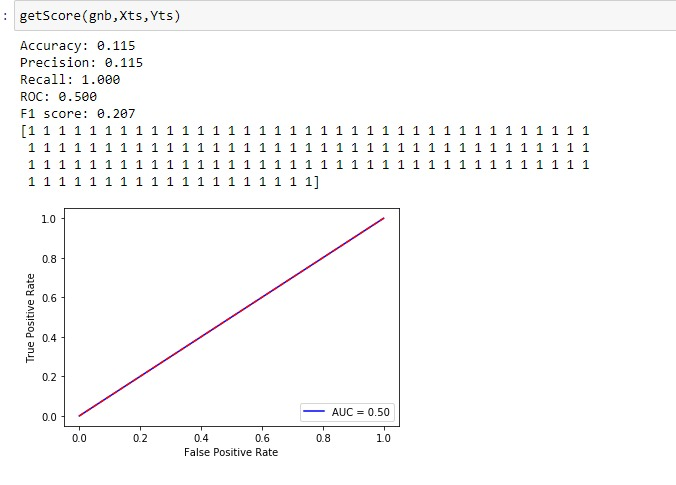 : getScore(gnb,Xts,Yts)
Accuracy: 0.115
Precision: 0.115
Recall: 1.000
ROC: 0.500
F1 score: 0.207
[1 1 1 1 1 1 1 1 1 1 1 1 1 1 1 1 1 1 1 1 1 1 1 1 1 1 1 1 1 1 1 1 1 1 1 1 1
1 1 1 1 1 1 1 1 1 1 1 1 1 1 1 1 1 1 1 1 1 1 1 1 1 1 1 1 1 1 1 1 1 1 1 1 1
1 1 1 1 1 1 1 1 1 1 1 1 1 1 1 1 1 1 1 1 1 1 1 1 1 1 1 1 1 1 1 1 1 1 1 1 1
1 1 1 1 1 1 1 1 1 1 1 1 1 1 1 1 1 1 1]
1.0
0.8
0.6
0.4
0.2
0.0
True Positive Rate
AUC = 0.50
0.0 0.2 0.4 0.6 0.8 1.0
False Positive Rate